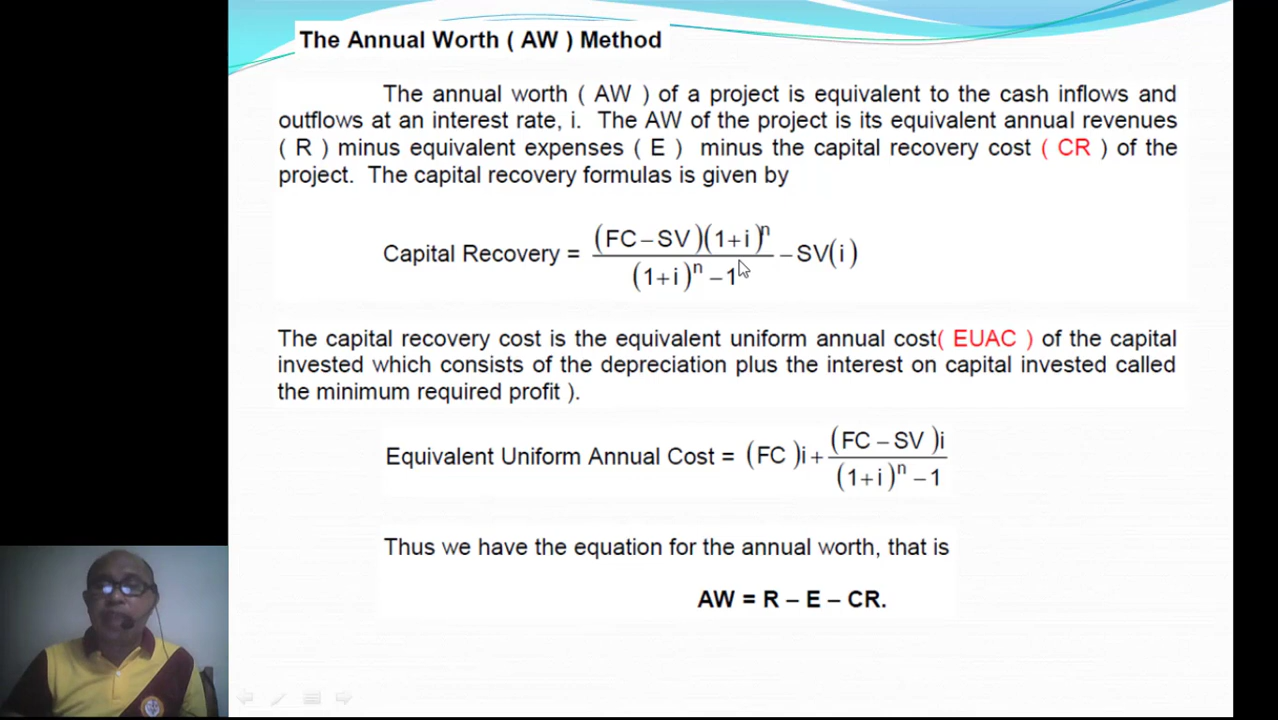 The Annual Worth ( AW ) Method
The annual worth ( AW ) of a project is equivalent to the cash inflows and
outflows at an interest rate, i. The AW of the project is its equivalent annual revenues
( R ) minus equivalent expenses ( E ) minus the capital recovery cost ( CR ) of the
project. The capital recovery formulas is given by
Capital Recovery = (FC – SV)(1+i)^n / (1+i)^n – 1 – SV(i)
The capital recovery cost is the equivalent uniform annual cost( EUAC ) of the capital
invested which consists of the depreciation plus the interest on capital invested called
the minimum required profit ).
Equivalent Uniform Annual Cost = (FC )i + (FC – SV )i / (1+i)^n – 1
Thus we have the equation for the annual worth, that is
AW = R – E – CR.